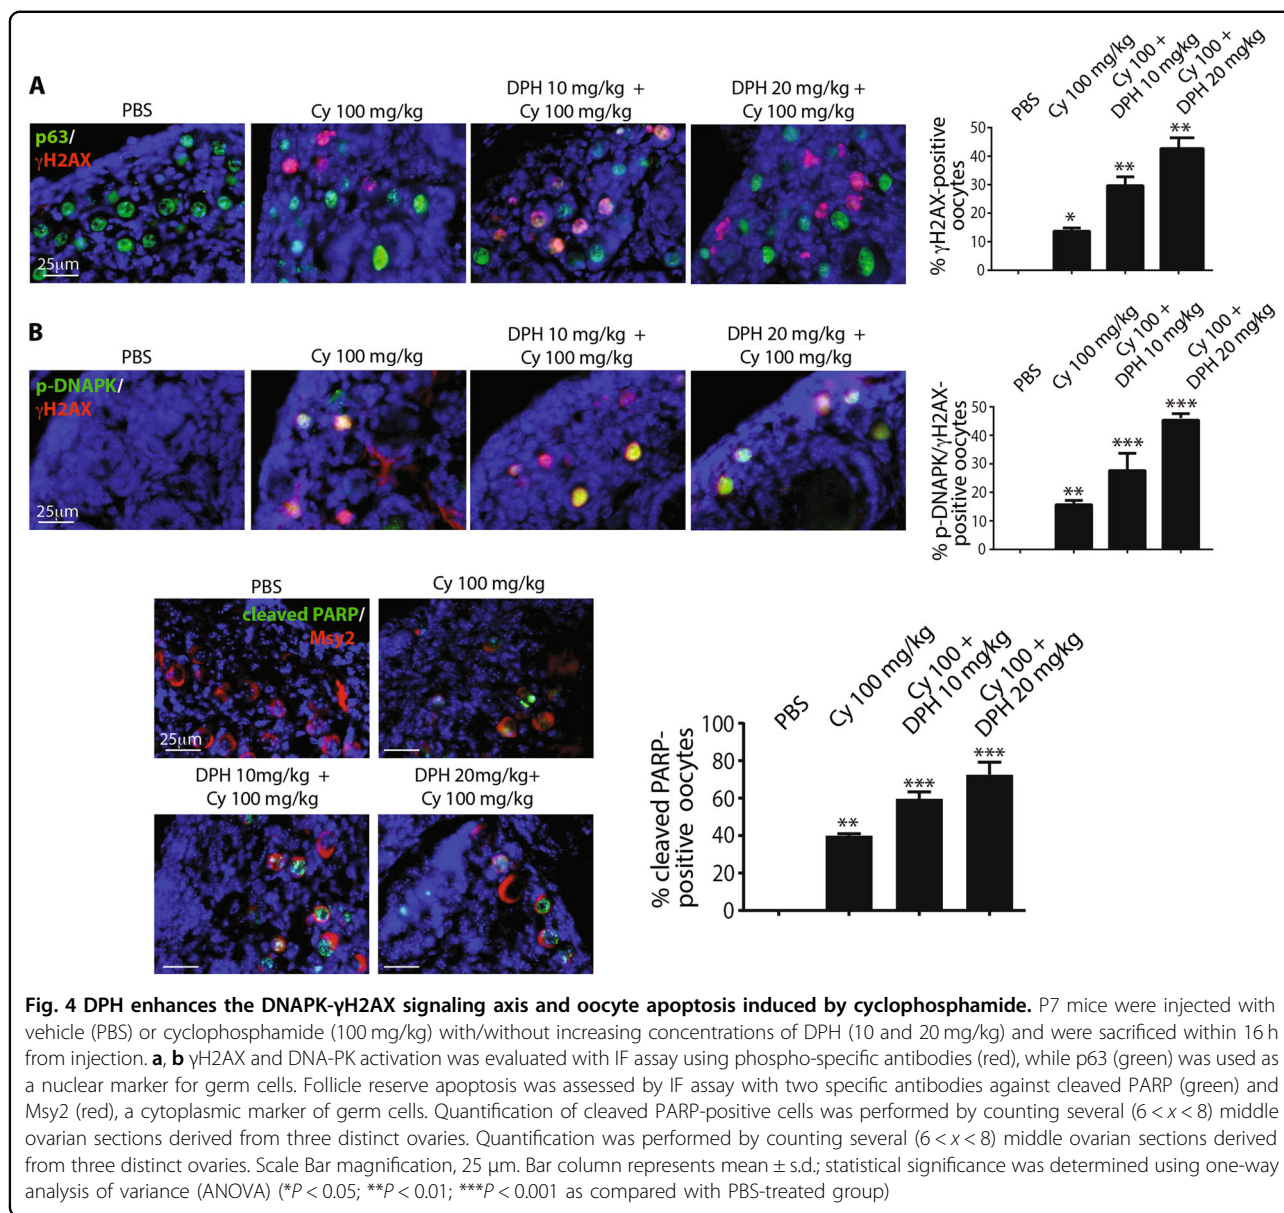 A
PBS
Cy 100 mg/kg
DPH 10 mg/kg +
Cy 100 mg/kg
DPH 20 mg/kg +
Cy 100 mg/kg
p63/
γH2AX
25μm
PBS
Cy 100 mg/kg
Cy 100 +
DPH 10 mg/kg
Cy 100 +
DPH 20 mg/kg
% γH2AX-positive
oocytes
50
40
30
20
10
0
*
**
**
B
PBS
Cy 100 mg/kg
DPH 10 mg/kg +
Cy 100 mg/kg
DPH 20 mg/kg +
Cy 100 mg/kg
p-DNAPK/
γH2AX
25μm
PBS
Cy 100 mg/kg
Cy 100 +
DPH 10 mg/kg
Cy 100 +
DPH 20 mg/kg
% p-DNAPK/γH2AX-
positive oocytes
50
40
30
20
10
0
**
***
***
PBS
Cy 100 mg/kg
cleaved PARP/
Msy2
25μm
DPH 10mg/kg +
Cy 100 mg/kg
DPH 20mg/kg+
Cy 100 mg/kg
PBS
Cy 100 mg/kg
Cy 100 +
DPH 10 mg/kg
Cy 100 +
DPH 20 mg/kg
% cleaved PARP-
positive oocytes
100
80
60
40
20
0
**
***
***
Fig. 4 DPH enhances the DNAPK-γH2AX signaling axis and oocyte apoptosis induced by cyclophosphamide. P7 mice were injected with
vehicle (PBS) or cyclophosphamide (100 mg/kg) with/without increasing concentrations of DPH (10 and 20 mg/kg) and were sacrificed within 16 h
from injection. a, b γH2AX and DNA-PK activation was evaluated with IF assay using phospho-specific antibodies (red), while p63 (green) was used as
a nuclear marker for germ cells. Follicle reserve apoptosis was assessed by IF assay with two specific antibodies against cleaved PARP (green) and
Msy2 (red), a cytoplasmic marker of germ cells. Quantification of cleaved PARP-positive cells was performed by counting several (6 < x < 8) middle
ovarian sections derived from three distinct ovaries. Quantification was performed by counting several (6 < x < 8) middle ovarian sections derived
from three distinct ovaries. Scale Bar magnification, 25 μm. Bar column represents mean ± s.d.; statistical significance was determined using one-way
analysis of variance (ANOVA) (*P < 0.05; **P < 0.01; ***P < 0.001 as compared with PBS-treated group)